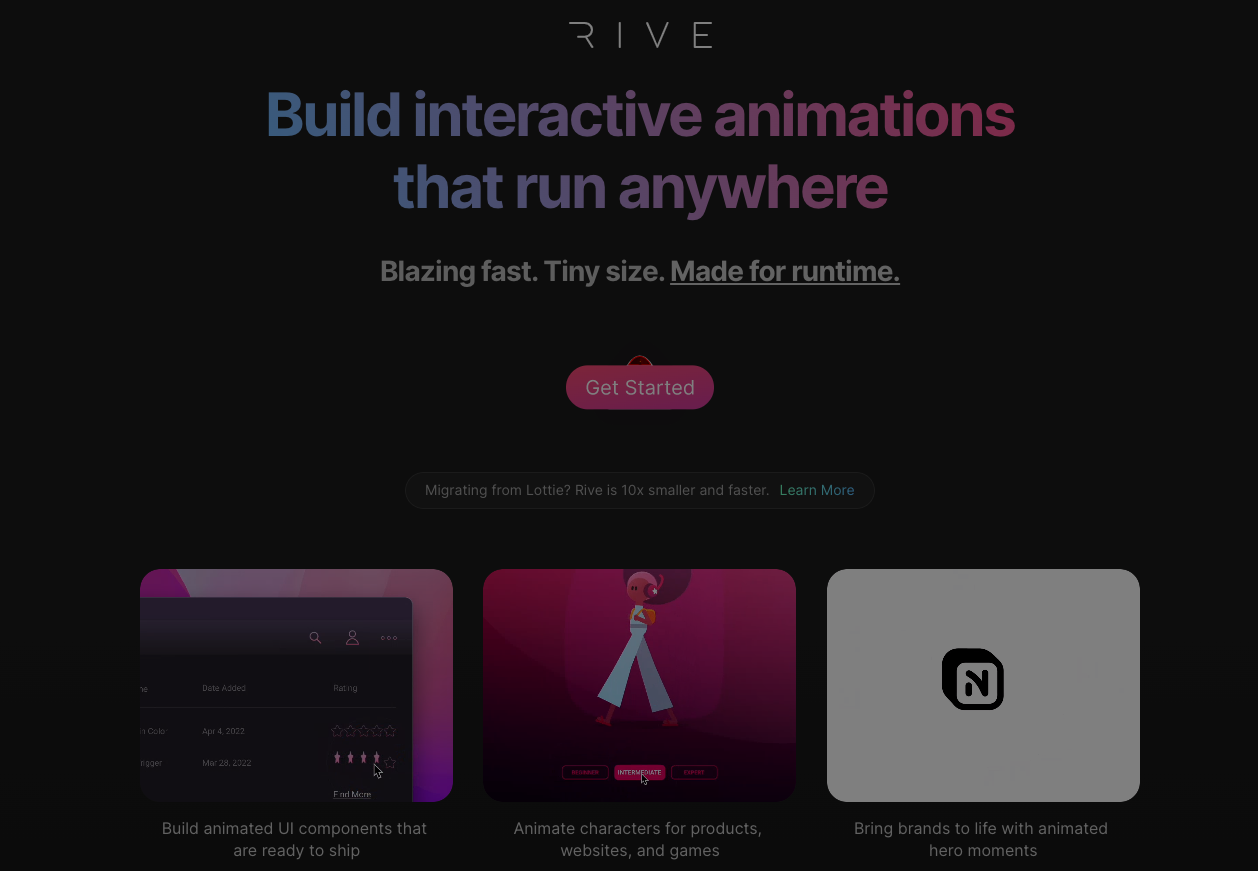 RIVE
Build interactive animations
that run anywhere
Blazing fast. Tiny size. Made for runtime.
Get Started
Migrating from Lottie? Rive is 10x smaller and faster. Learn More
Date Added
Rating
n Color
Apr 4, 2022
igger
Mar 28, 2022
Find More
BEGINNER
INTERMEDIATE
EXPERT
N
Build animated UI components that
are ready to ship
Animate characters for products,
websites, and games
Bring brands to life with animated
hero moments